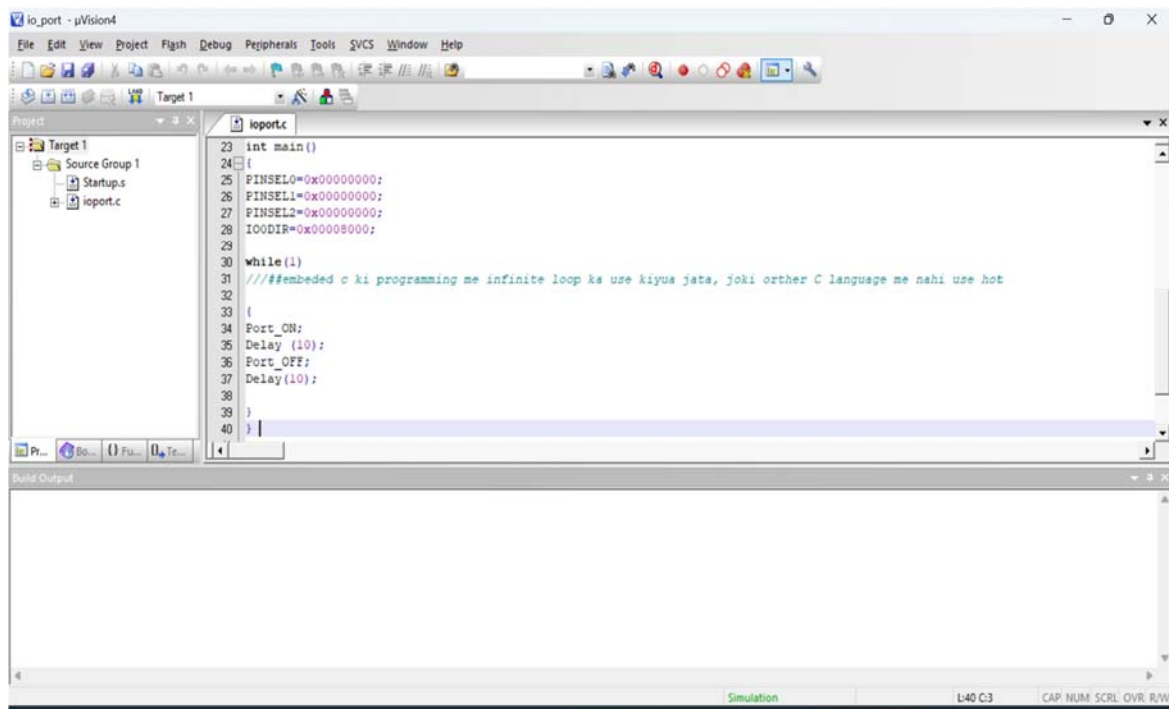 io_port - µVision4
File Edit View Project Flash Debug Peripherals Tools SVCS Window Help
Target 1
Project
ioport.c
Target 1
Source Group 1
Startup.s
ioport.c
23 int main()
24 {
25 PINSEL0=0x00000000;
26 PINSEL1=0x00000000;
27 PINSEL2=0x00000000;
28 IO0DIR=0x00008000;
29
30 while(1)
31 ///##embeded c ki programming me infinite loop ka use kiyua jata, joki orther C language me nahi use hot
32
33 {
34 Port_ON;
35 Delay (10);
36 Port_OFF;
37 Delay(10);
38
39 }
40 }
Pr... Bo... {} Fu... Te...
Build Output
Simulation L:40 C:3 CAP NUM SCRL OVR R/W